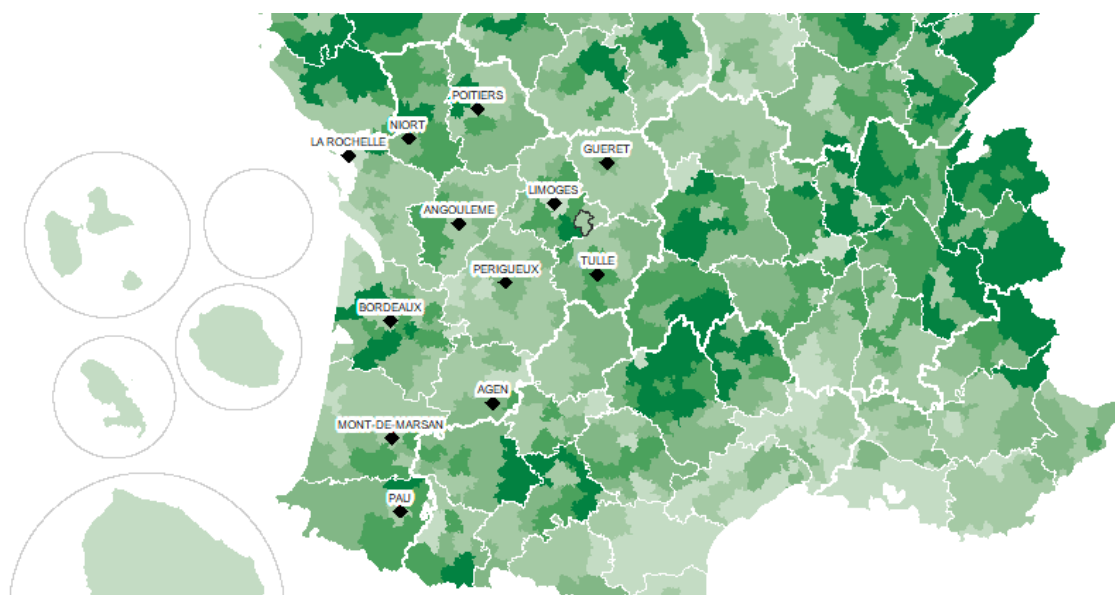 POITIERS
NIORT
LA ROCHELLE
GUERET
LIMOGES
ANGOULEME
TULLE
PERIGUEUX
BORDEAUX
AGEN
MONT-DE-MARSAN
PAU